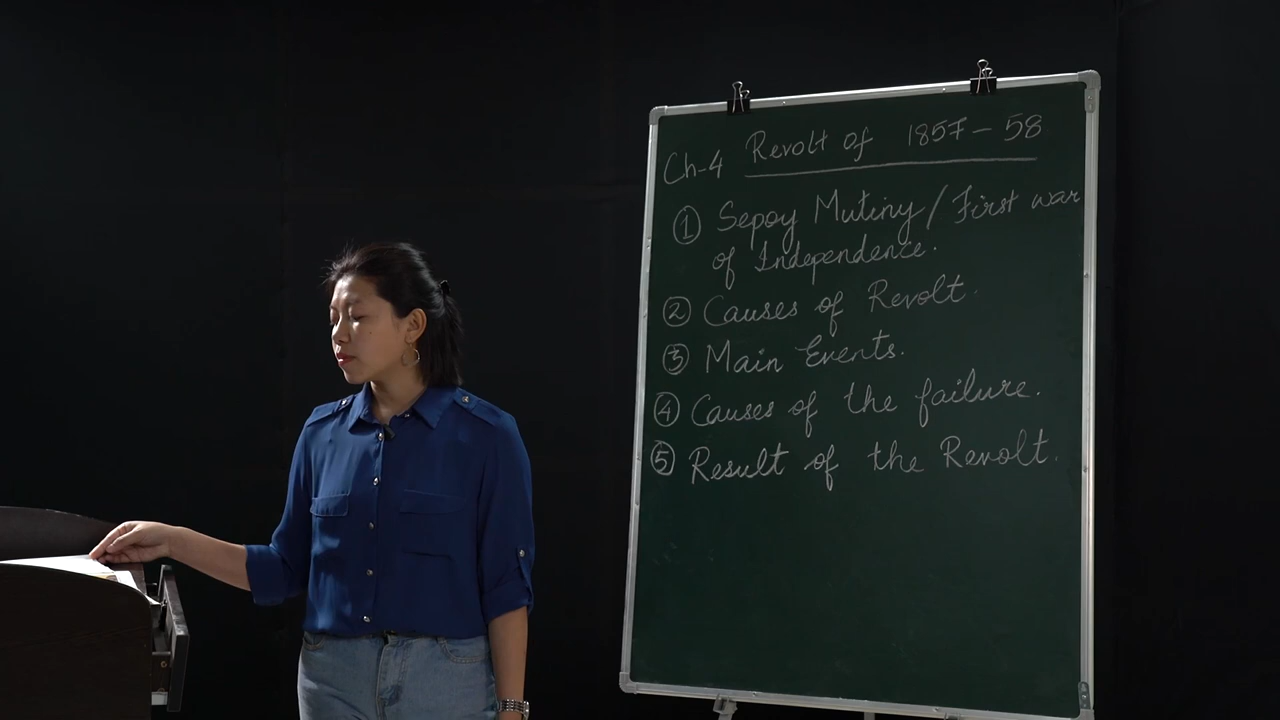 Ch-4 Revolt of 1857-58
① Sepoy Mutiny / First war
of Independence.
② Causes of Revolt.
③ Main Events.
④ Causes of the failure.
⑤ Result of the Revolt.